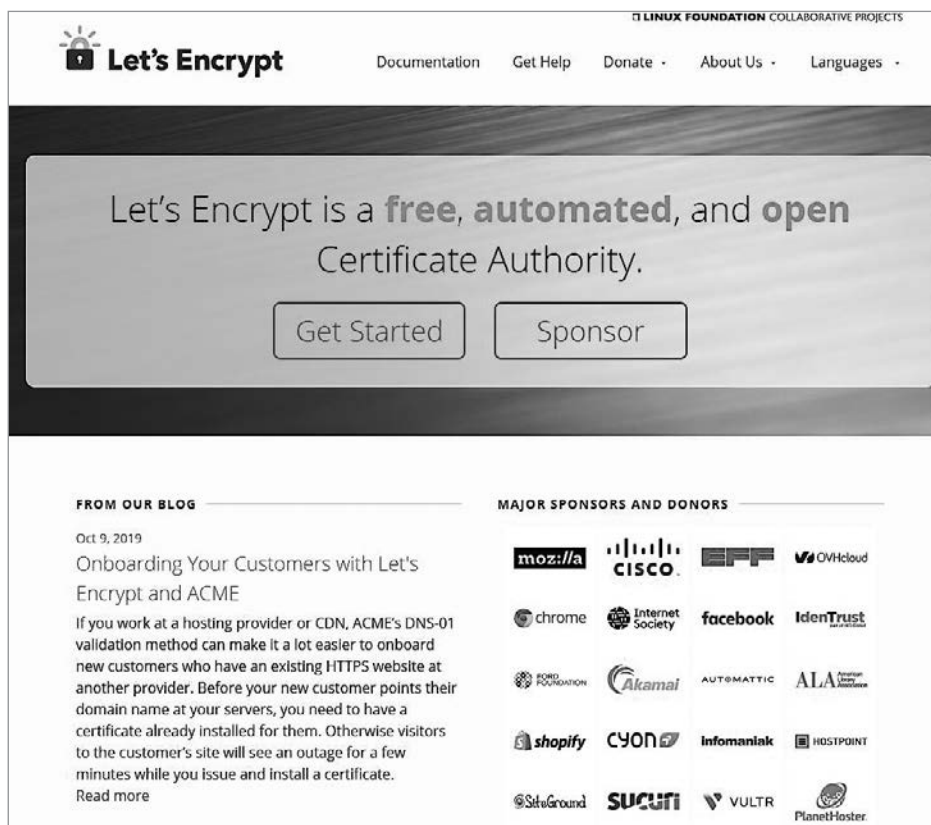 LINUX FOUNDATION COLLABORATIVE PROJECTS
Let's Encrypt
Documentation Get Help Donate About Us Languages
Let's Encrypt is a free, automated, and open
Certificate Authority.
Get Started Sponsor
FROM OUR BLOG
Oct 9, 2019
Onboarding Your Customers with Let's
Encrypt and ACME
If you work at a hosting provider or CDN, ACME's DNS-01
validation method can make it a lot easier to onboard
new customers who have an existing HTTPS website at
another provider. Before your new customer points their
domain name at your servers, you need to have a
certificate already installed for them. Otherwise visitors
to the customer's site will see an outage for a few
minutes while you issue and install a certificate.
Read more
MAJOR SPONSORS AND DONORS
moz://a CISCO EFF OVHcloud
chrome Internet Society facebook IdenTrust
FORD FOUNDATION Akamai AUTOMATTIC ALA American Library Association
shopify CYON infomaniak HOSTPOINT
SiteGround SUCURI VULTR PlanetHoster